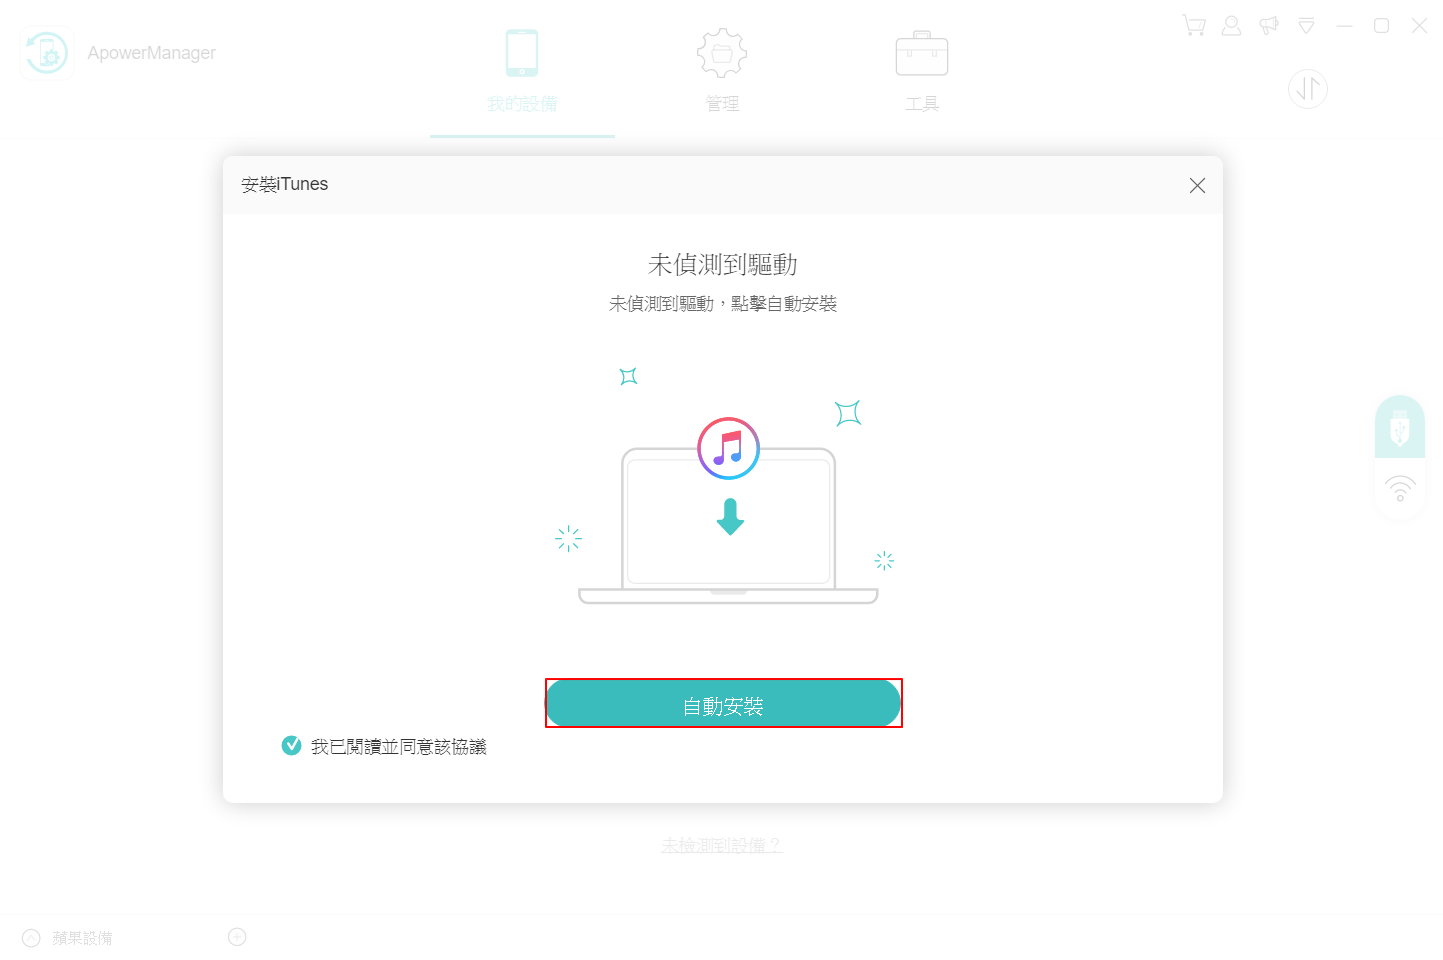 ApowerManager
我的設備
管理
工具
安裝iTunes
未偵測到驅動
未偵測到驅動，點擊自動安裝
自動安裝
我已閱讀並同意該協議
未檢測到設備？
蘋果設備